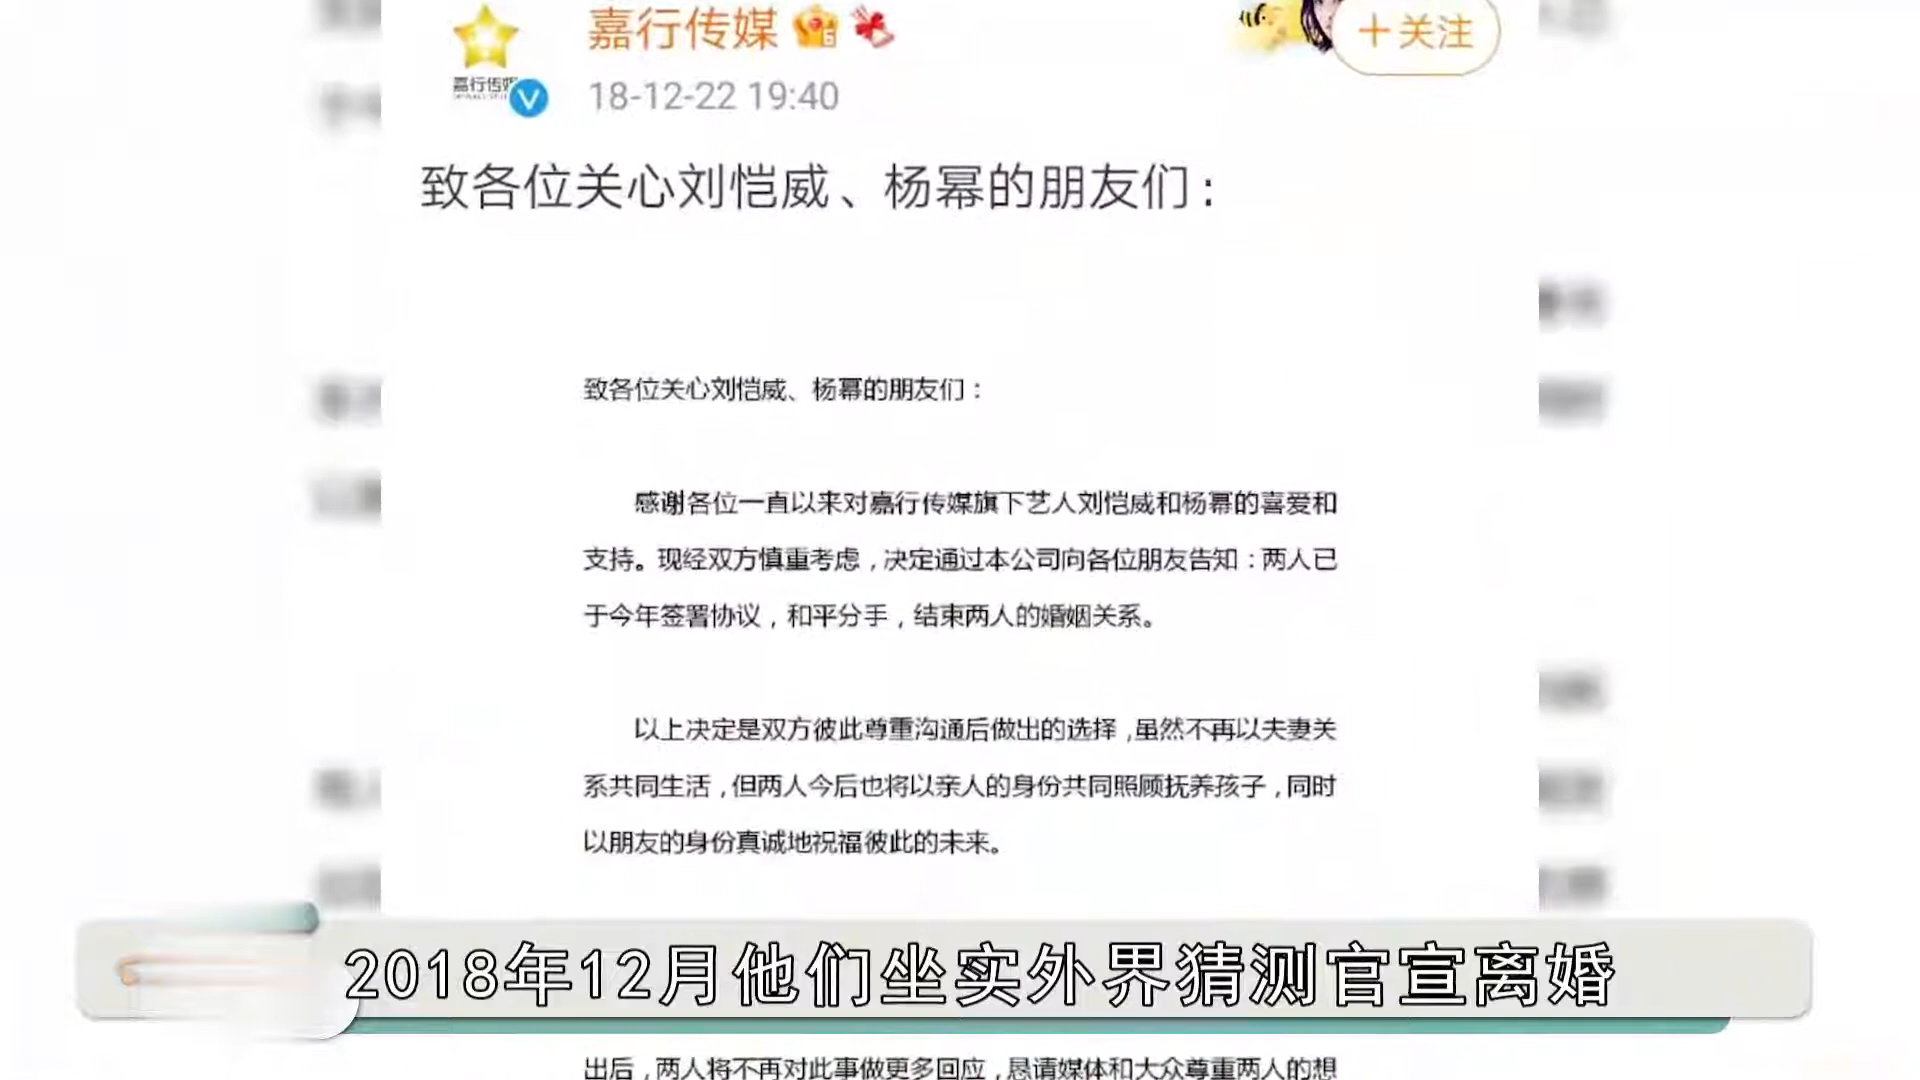 嘉行传媒
嘉行传媒
18-12-22 19:40
+关注
致各位关心刘恺威、杨幂的朋友们：
致各位关心刘恺威、杨幂的朋友们：
感谢各位一直以来对嘉行传媒旗下艺人刘恺威和杨幂的喜爱和
支持。现经双方慎重考虑，决定通过本公司向各位朋友告知：两人已
于今年签署协议，和平分手，结束两人的婚姻关系。
以上决定是双方彼此尊重沟通后做出的选择，虽然不再以夫妻关
系共同生活，但两人今后也将以亲人的身份共同照顾抚养孩子，同时
以朋友的身份真诚地祝福彼此的未来。
2018年12月他们坐实外界猜测官宣离婚
出后，两人将不再对此事做更多回应，恳请媒体和大众尊重两人的想